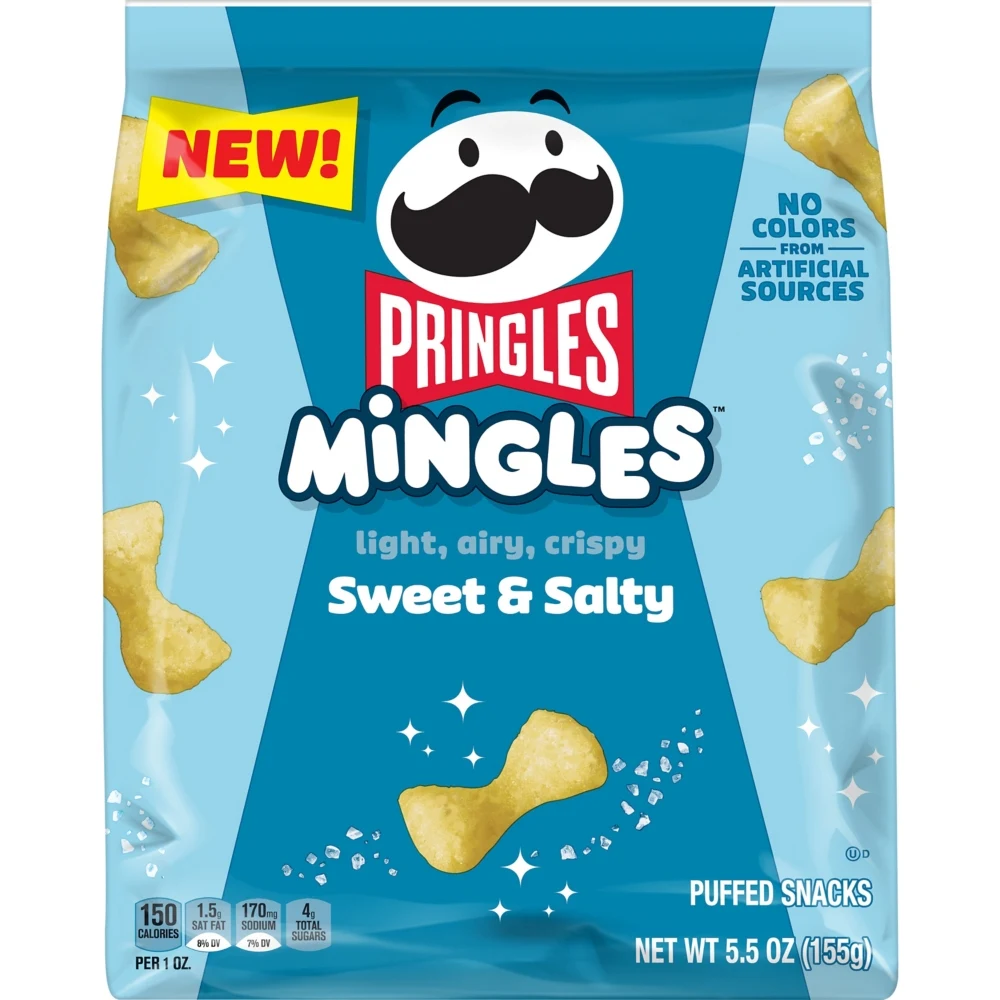 NEW!
NO
COLORS
FROM
ARTIFICIAL
SOURCES
PRINGLES
MiNGLES™
light, airy, crispy
Sweet & Salty
U D
PUFFED SNACKS
NET WT 5.5 OZ (155g)
150
CALORIES
1.5g
SAT FAT
8% DV
170mg
SODIUM
7% DV
4g
TOTAL
SUGARS
PER 1 OZ.